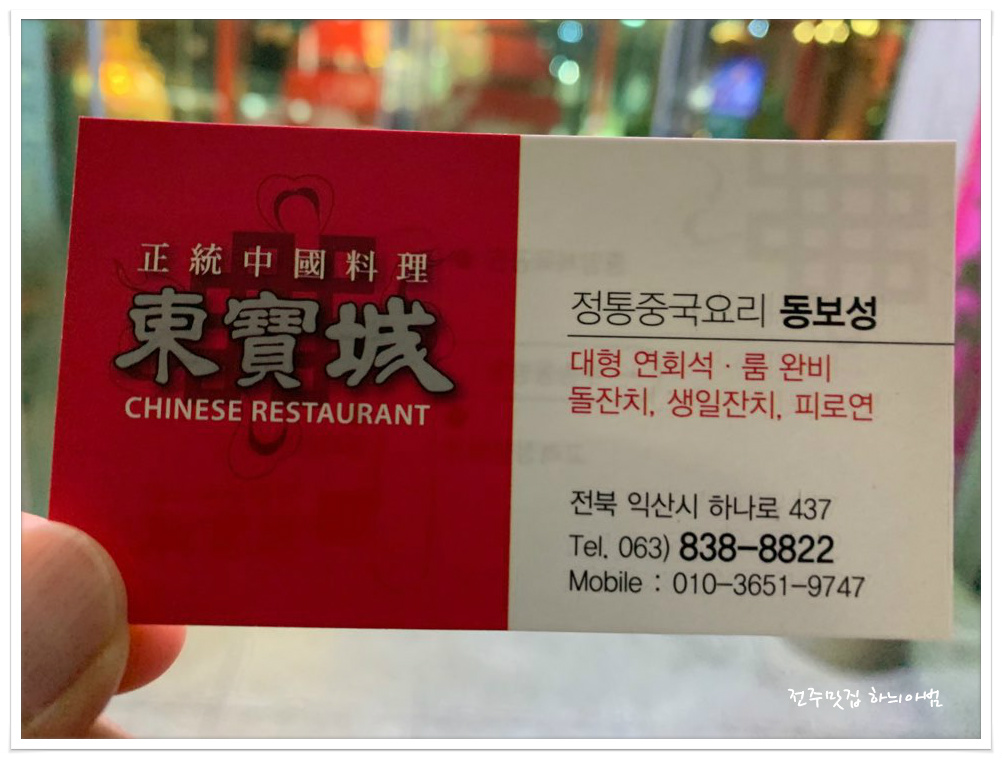 正統中國料理
東寶城
CHINESE RESTAURANT
정통중국요리 동보성
대형 연회석 · 룸 완비
돌잔치, 생일잔치, 피로연
전북 익산시 하나로 437
Tel. 063) 838-8822
Mobile : 010-3651-9747
전주맛집 하늬아범